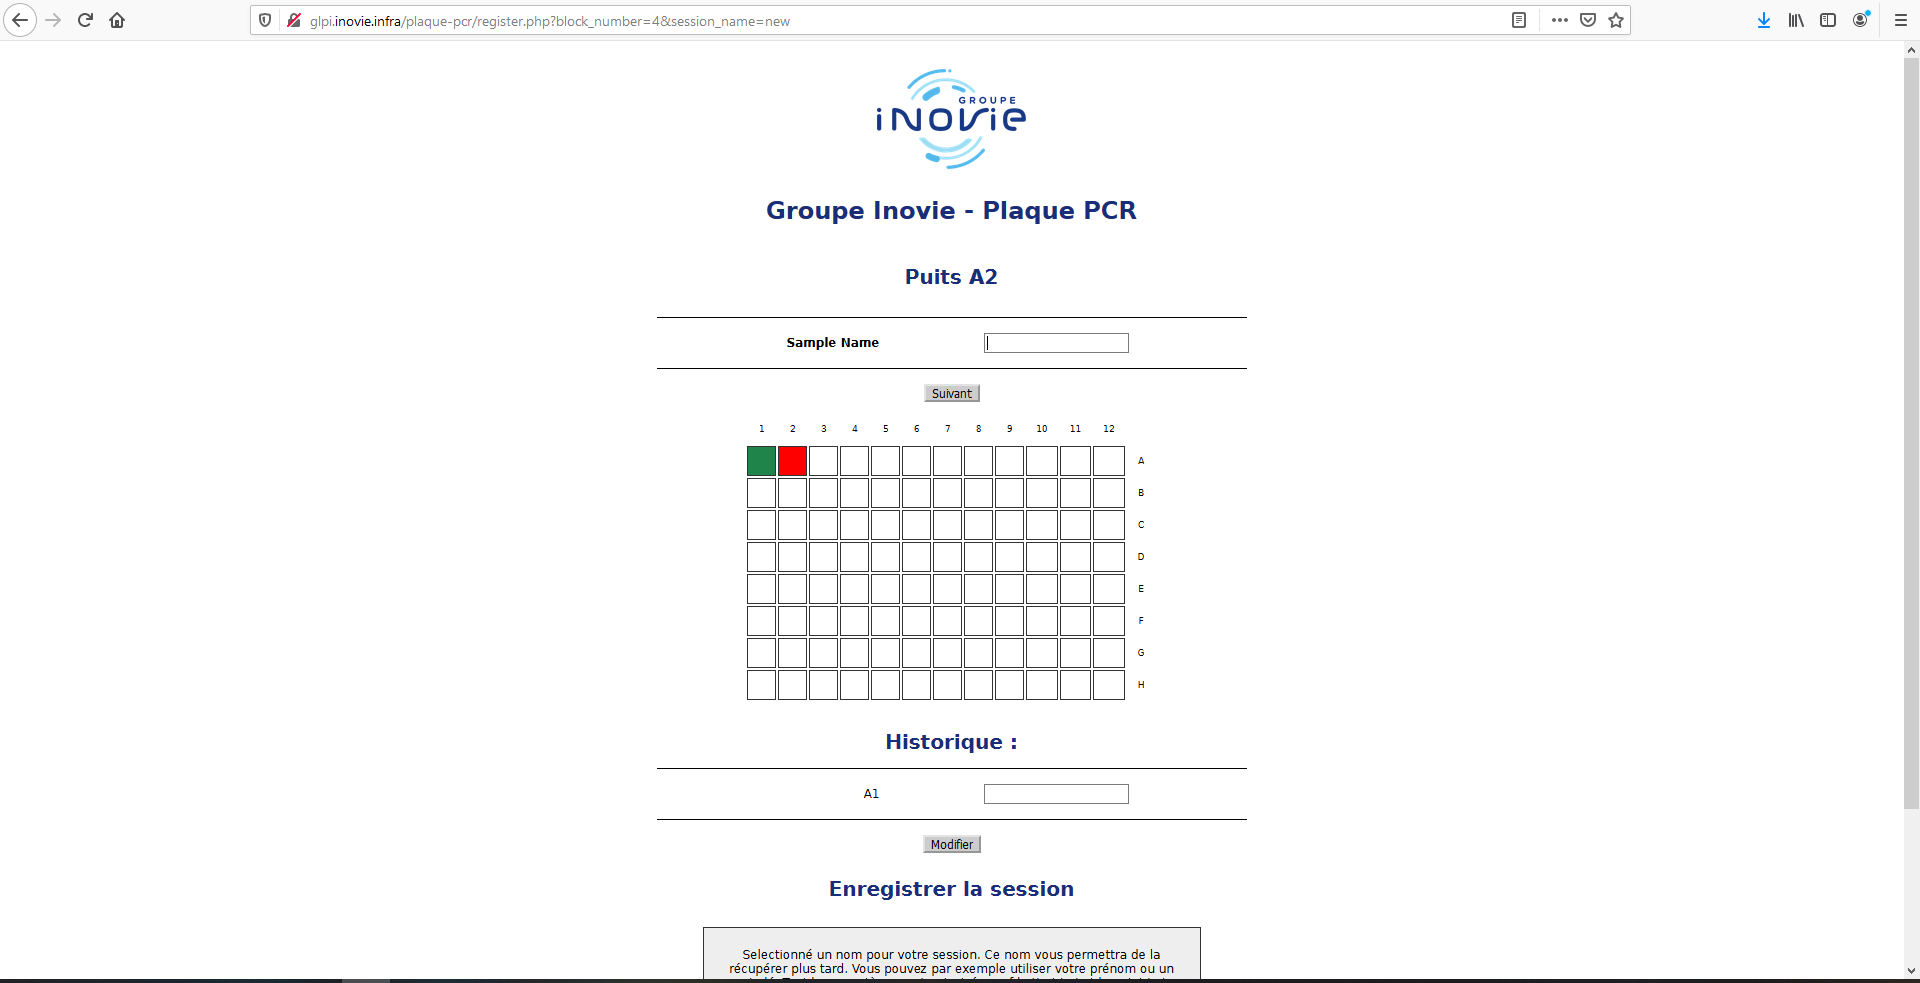 glpi.inovie.infra/plaque-pcr/register.php?block_number=4&session_name=new
GROUPE
iNovie
Groupe Inovie - Plaque PCR
Puits A2
Sample Name
Suivant
1 2 3 4 5 6 7 8 9 10 11 12
A
B
C
D
E
F
G
H
Historique :
A1
Modifier
Enregistrer la session
Selectionné un nom pour votre session. Ce nom vous permettra de la
récupérer plus tard. Vous pouvez par exemple utiliser votre prénom ou un